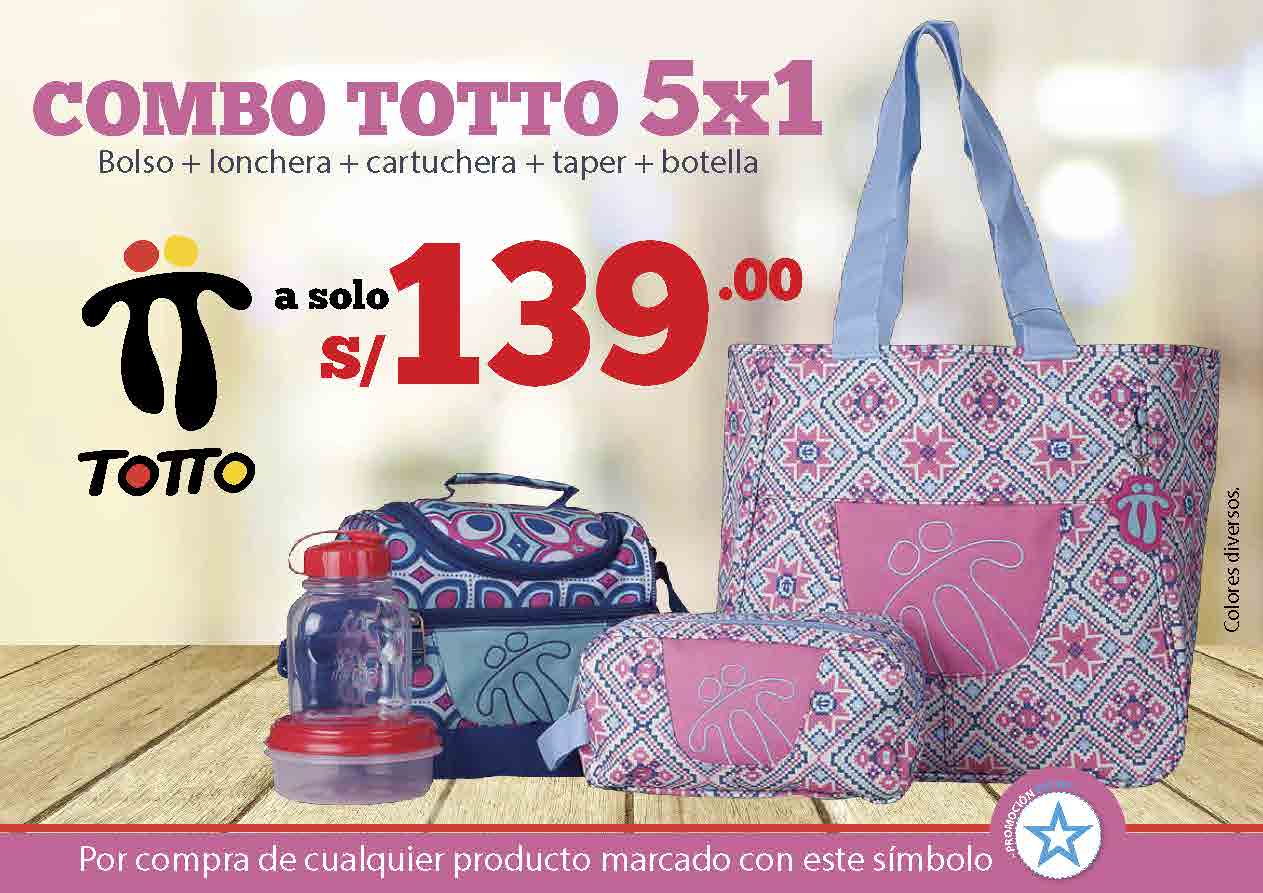 COMBO TOTTO 5x1
Bolso + lonchera + cartuchera + taper + botella
a solo
S/139.00
TOTTO
Colores diversos.
Por compra de cualquier producto marcado con este símbolo
PROMOCIÓN